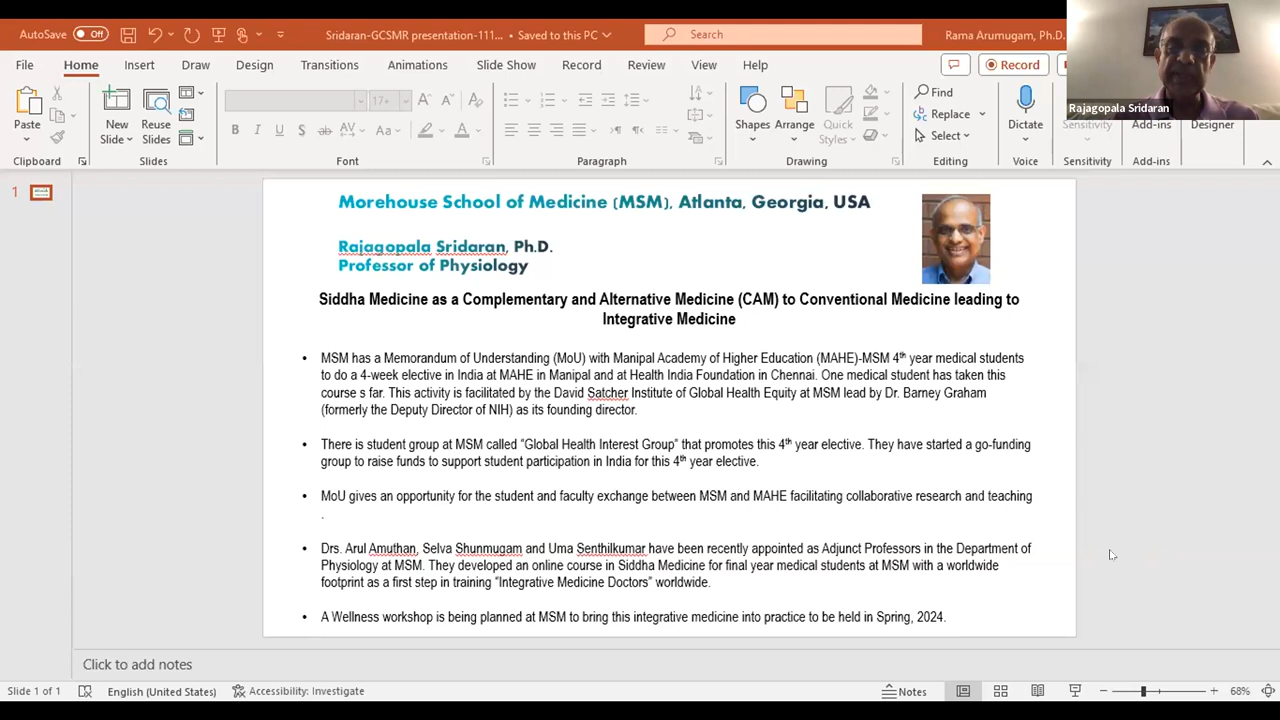 AutoSave Off Sridaran-GCSMR presentation-111... • Saved to this PC Search Rama Arumugam, Ph.D.
File Home Insert Draw Design Transitions Animations Slide Show Record Review View Help Record
Rajagopala Sridaran
Paste New Slide Reuse Slides Shapes Arrange Quick Styles Find Replace Select Dictate Sensitivity Add-ins Designer
Clipboard Slides Font Paragraph Drawing Editing Voice Sensitivity Add-ins
1
Morehouse School of Medicine (MSM), Atlanta, Georgia, USA
Rajagopala Sridaran, Ph.D.
Professor of Physiology
Siddha Medicine as a Complementary and Alternative Medicine (CAM) to Conventional Medicine leading to
Integrative Medicine
• MSM has a Memorandum of Understanding (MoU) with Manipal Academy of Higher Education (MAHE)-MSM 4th year medical students
to do a 4-week elective in India at MAHE in Manipal and at Health India Foundation in Chennai. One medical student has taken this
course s far. This activity is facilitated by the David Satcher Institute of Global Health Equity at MSM lead by Dr. Barney Graham
(formerly the Deputy Director of NIH) as its founding director.
• There is student group at MSM called “Global Health Interest Group” that promotes this 4th year elective. They have started a go-funding
group to raise funds to support student participation in India for this 4th year elective.
• MoU gives an opportunity for the student and faculty exchange between MSM and MAHE facilitating collaborative research and teaching
.
• Drs. Arul Amuthan, Selva Shunmugam and Uma Senthilkumar have been recently appointed as Adjunct Professors in the Department of
Physiology at MSM. They developed an online course in Siddha Medicine for final year medical students at MSM with a worldwide
footprint as a first step in training “Integrative Medicine Doctors” worldwide.
• A Wellness workshop is being planned at MSM to bring this integrative medicine into practice to be held in Spring, 2024.
Click to add notes
Slide 1 of 1 English (United States) Accessibility: Investigate Notes 68%